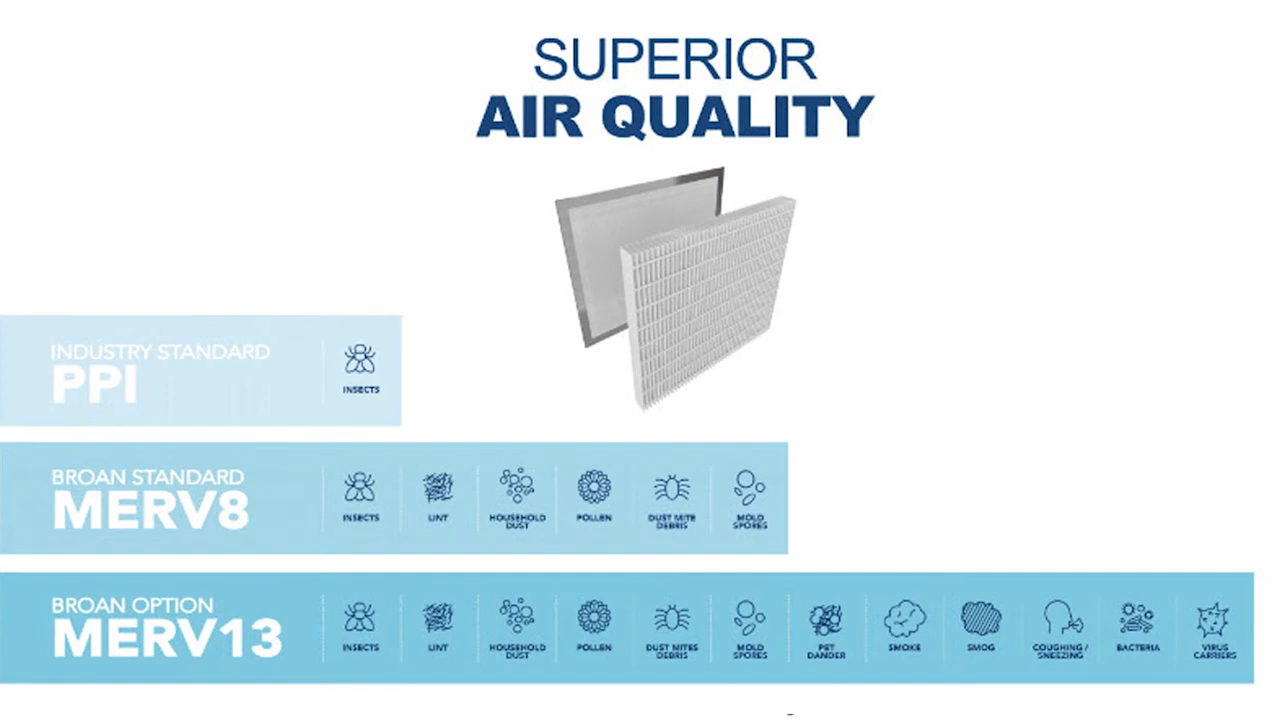 SUPERIOR
AIR QUALITY
INDUSTRY STANDARD
PPI
INSECTS
BROAN STANDARD
MERV8
INSECTS
LINT
HOUSEHOLD
DUST
POLLEN
DUST MITE
DEBRIS
MOLD
SPORES
BROAN OPTION
MERV13
INSECTS
LINT
HOUSEHOLD
DUST
POLLEN
DUST MITES
DEBRIS
MOLD
SPORES
PET
DANDER
SMOKE
SMOG
COUGHING /
SNEEZING
BACTERIA
VIRUS
CARRIERS